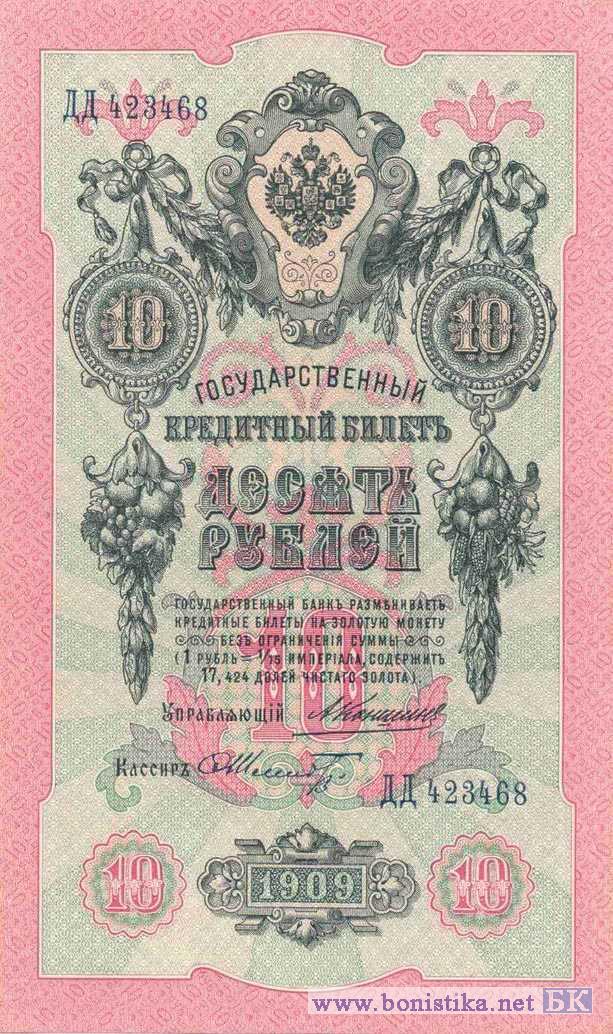 ДД 423468
10 10
ГОСУДАРСТВЕННЫЙ
КРЕДИТНЫЙ БИЛЕТЪ
ДЕСЯТЬ
РУБЛЕЙ
ГОСУДАРСТВЕННЫЙ БАНКЪ РАЗМѢНИВАЕТЪ
КРЕДИТНЫЕ БИЛЕТЫ НА ЗОЛОТУЮ МОНЕТУ
БЕЗЪ ОГРАНИЧЕНІЯ СУММЫ
(1 РУБЛЬ = 1/15 ИМПЕРІАЛА, СОДЕРЖИТЪ
17,424 ДОЛЕЙ ЧИСТАГО ЗОЛОТА).
10
УПРАВЛЯЮЩІЙ
КАССИРЪ
ДД 423468
10 1909 10
www.bonistika.net БК